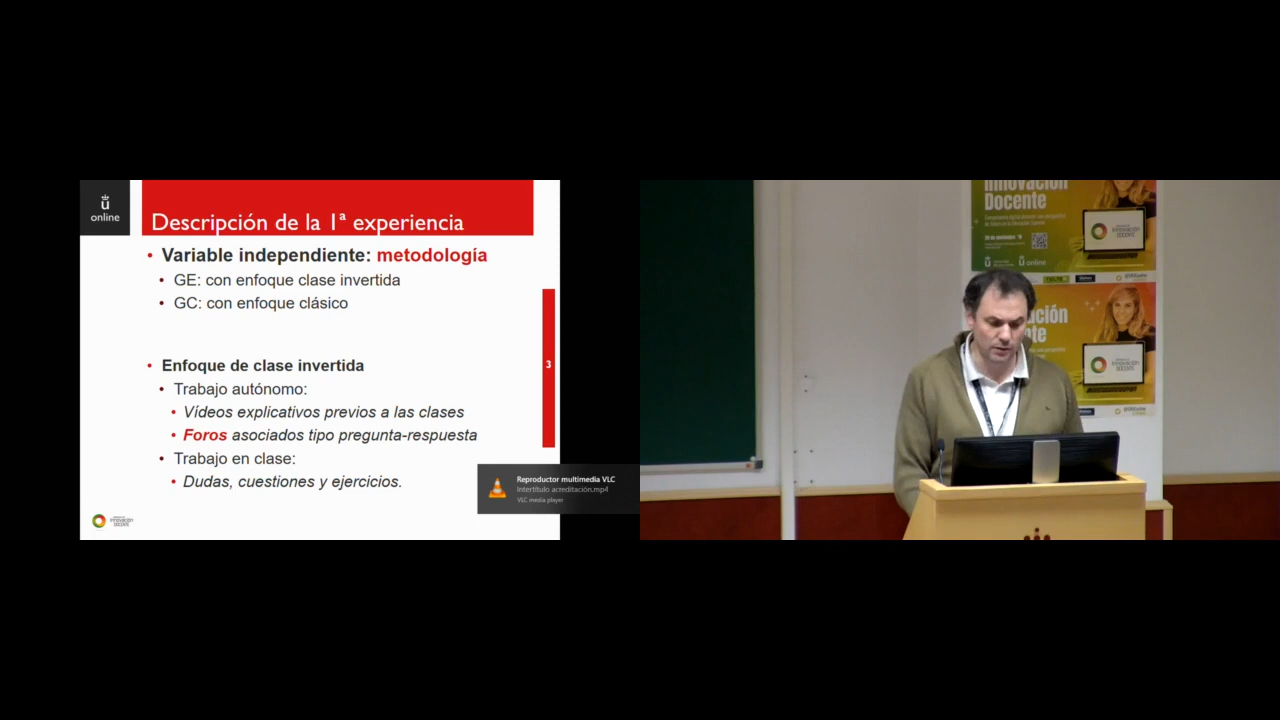 ü
online
Descripción de la 1ª experiencia
• Variable independiente: metodología
• GE: con enfoque clase invertida
• GC: con enfoque clásico
• Enfoque de clase invertida
• Trabajo autónomo:
• Vídeos explicativos previos a las clases
• Foros asociados tipo pregunta-respuesta
• Trabajo en clase:
• Dudas, cuestiones y ejercicios.
3
Reproductor multimedia VLC
Intertítulo acreditación.mp4
VLC media player
innovación
docente
Innovación
Docente
ü online